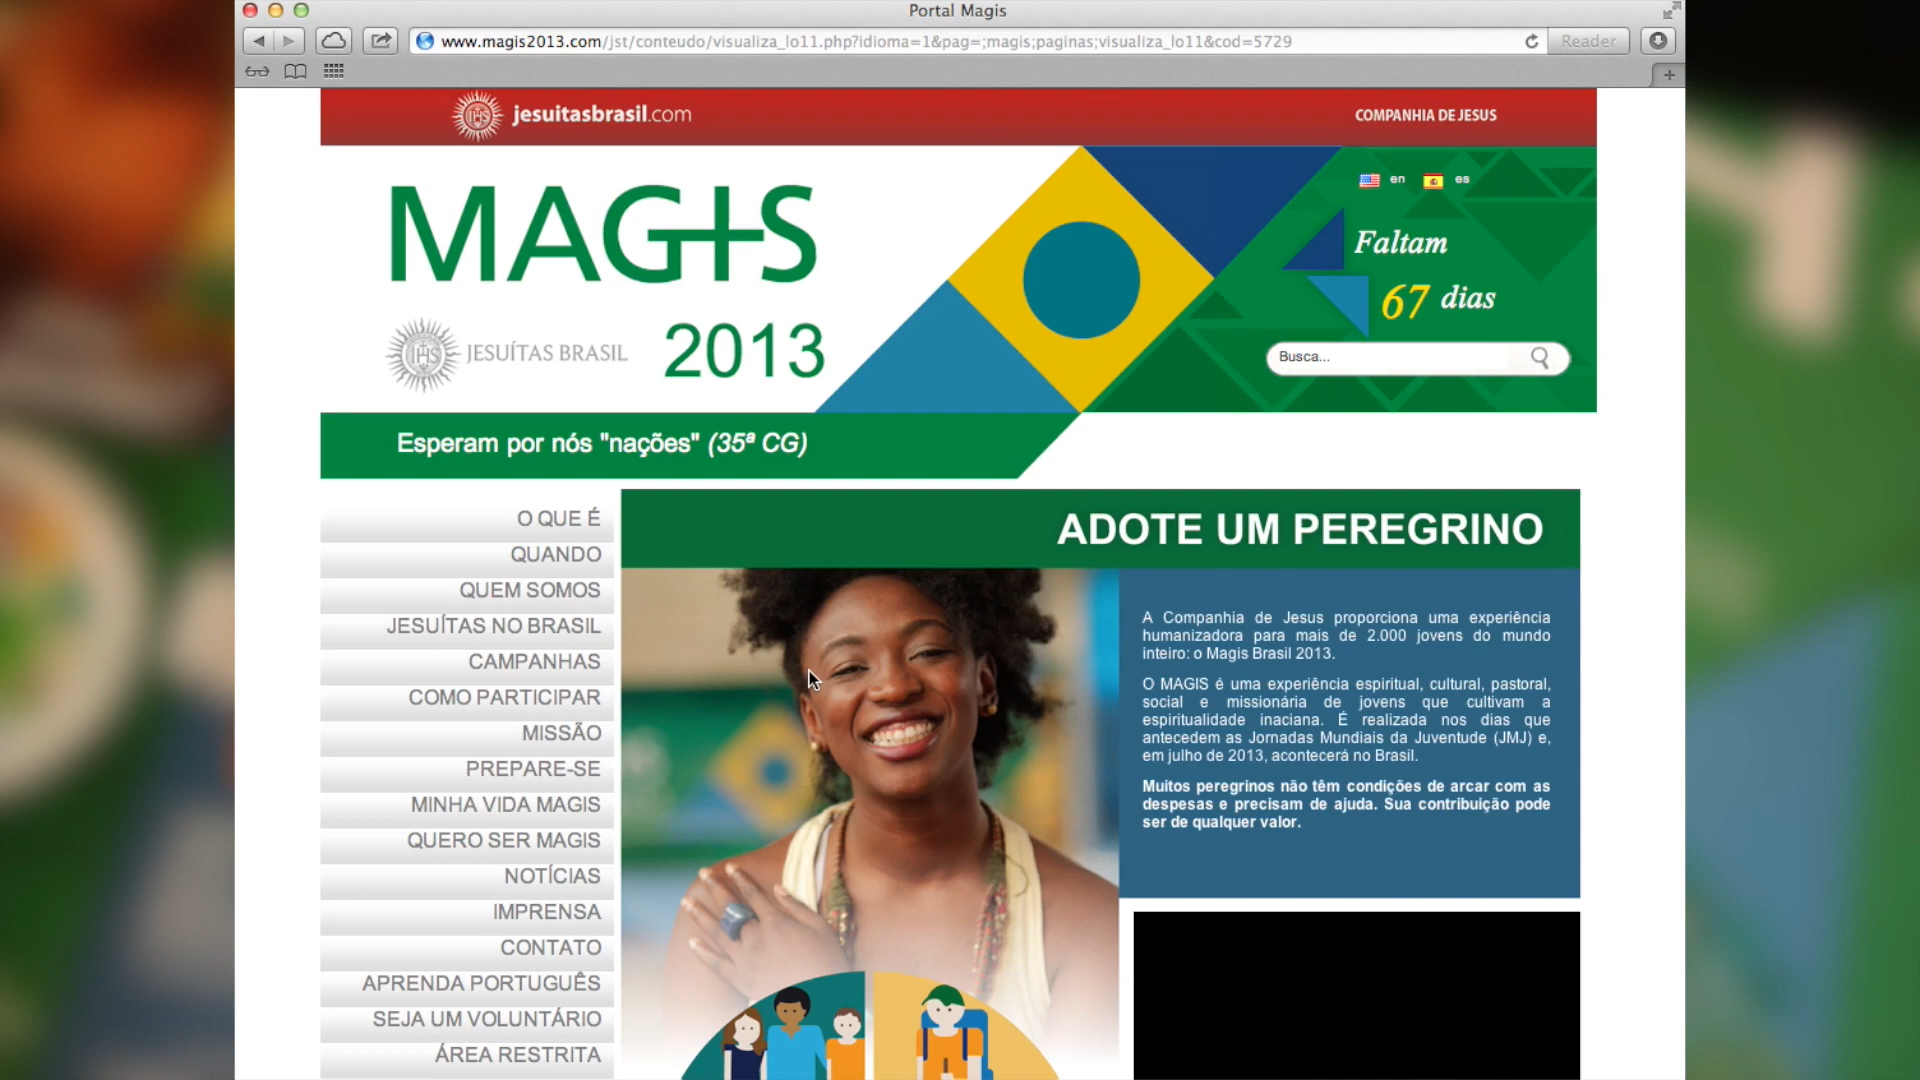 Portal Magis
www.magis2013.com/jst/conteudo/visualiza_lo11.php?idioma=1&pag=;magis;paginas;visualiza_lo11&cod=5729
Reader
jesuitasbrasil.com
COMPANHIA DE JESUS
MAGIS
en
es
Faltam
67 dias
IHS
JESUÍTAS BRASIL
2013
Busca...
Esperam por nós "nações" (35ª CG)
O QUE É
QUANDO
QUEM SOMOS
JESUÍTAS NO BRASIL
CAMPANHAS
COMO PARTICIPAR
MISSÃO
PREPARE-SE
MINHA VIDA MAGIS
QUERO SER MAGIS
NOTÍCIAS
IMPRENSA
CONTATO
APRENDA PORTUGUÊS
SEJA UM VOLUNTÁRIO
ÁREA RESTRITA
ADOTE UM PEREGRINO
A Companhia de Jesus proporciona uma experiência
humanizadora para mais de 2.000 jovens do mundo
inteiro: o Magis Brasil 2013.
O MAGIS é uma experiência espiritual, cultural, pastoral,
social e missionária de jovens que cultivam a
espiritualidade inaciana. É realizada nos dias que
antecedem as Jornadas Mundiais da Juventude (JMJ) e,
em julho de 2013, acontecerá no Brasil.
Muitos peregrinos não têm condições de arcar com as
despesas e precisam de ajuda. Sua contribuição pode
ser de qualquer valor.